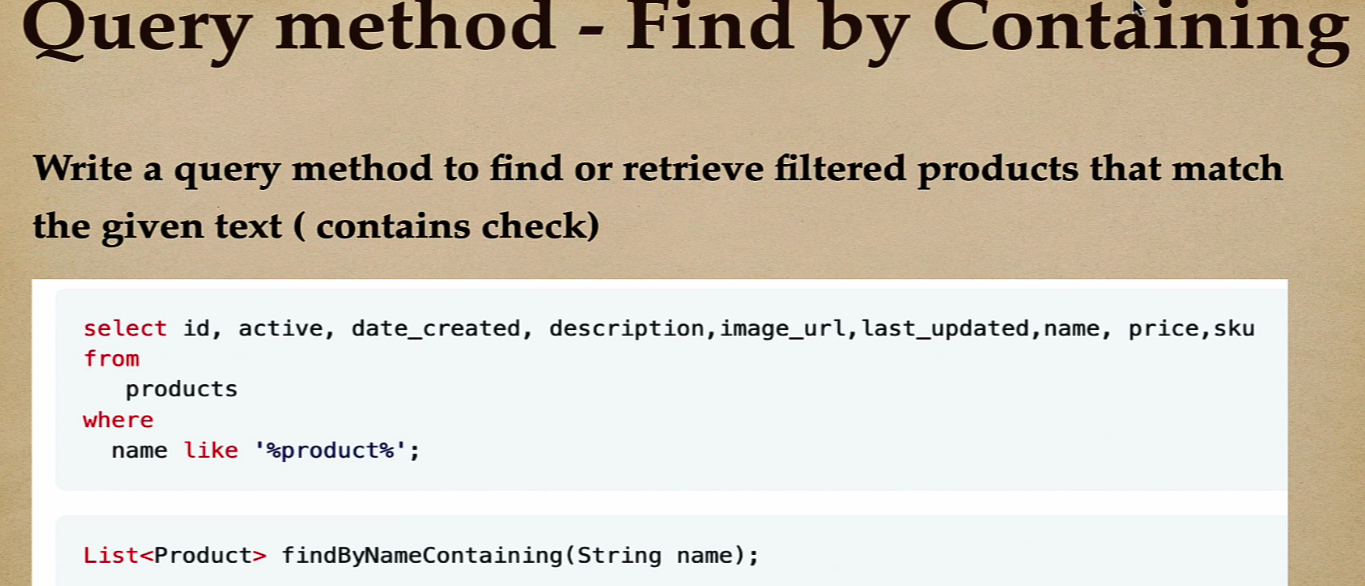 Query method - Find by Containing
Write a query method to find or retrieve filtered products that match
the given text ( contains check)
select id, active, date_created, description,image_url,last_updated,name, price,sku
from
products
where
name like '%product%';
List<Product> findByNameContaining(String name);